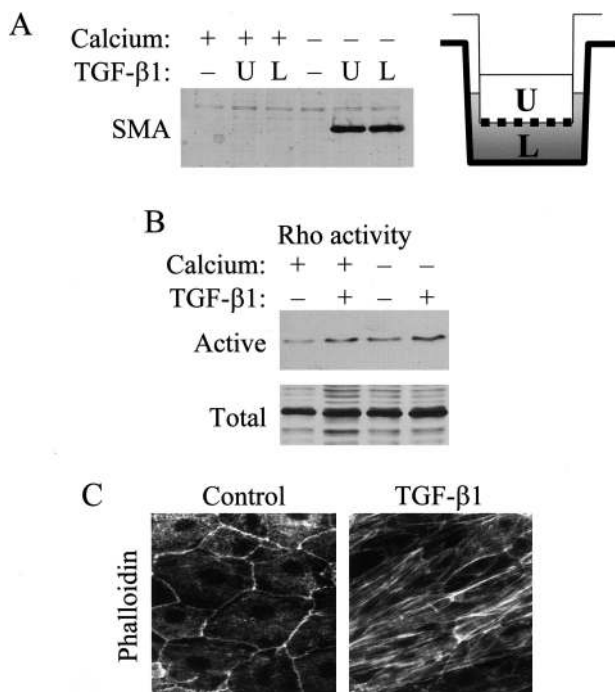 A
Calcium: + + + – – –
TGF-β1: – U L – U L
SMA
U
L
B
Rho activity
Calcium: + + – –
TGF-β1: – + – +
Active
Total
C
Control TGF-β1
Phalloidin